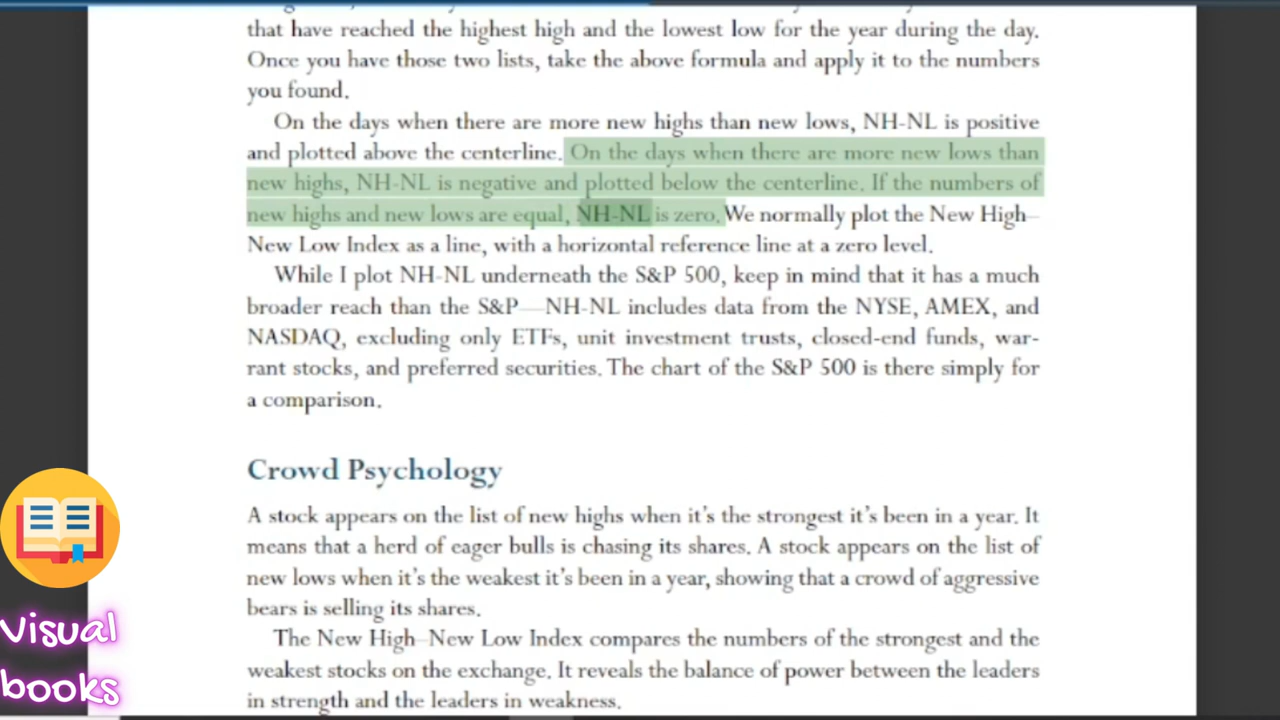 that have reached the highest high and the lowest low for the year during the day.
Once you have those two lists, take the above formula and apply it to the numbers
you found.
On the days when there are more new highs than new lows, NH-NL is positive
and plotted above the centerline. On the days when there are more new lows than
new highs, NH-NL is negative and plotted below the centerline. If the numbers of
new highs and new lows are equal, NH-NL is zero. We normally plot the New High–
New Low Index as a line, with a horizontal reference line at a zero level.
While I plot NH-NL underneath the S&P 500, keep in mind that it has a much
broader reach than the S&P—NH-NL includes data from the NYSE, AMEX, and
NASDAQ, excluding only ETFs, unit investment trusts, closed-end funds, war-
rant stocks, and preferred securities. The chart of the S&P 500 is there simply for
a comparison.
Crowd Psychology
A stock appears on the list of new highs when it's the strongest it's been in a year. It
means that a herd of eager bulls is chasing its shares. A stock appears on the list of
new lows when it's the weakest it's been in a year, showing that a crowd of aggressive
bears is selling its shares.
The New High–New Low Index compares the numbers of the strongest and the
weakest stocks on the exchange. It reveals the balance of power between the leaders
in strength and the leaders in weakness.
Visual
books